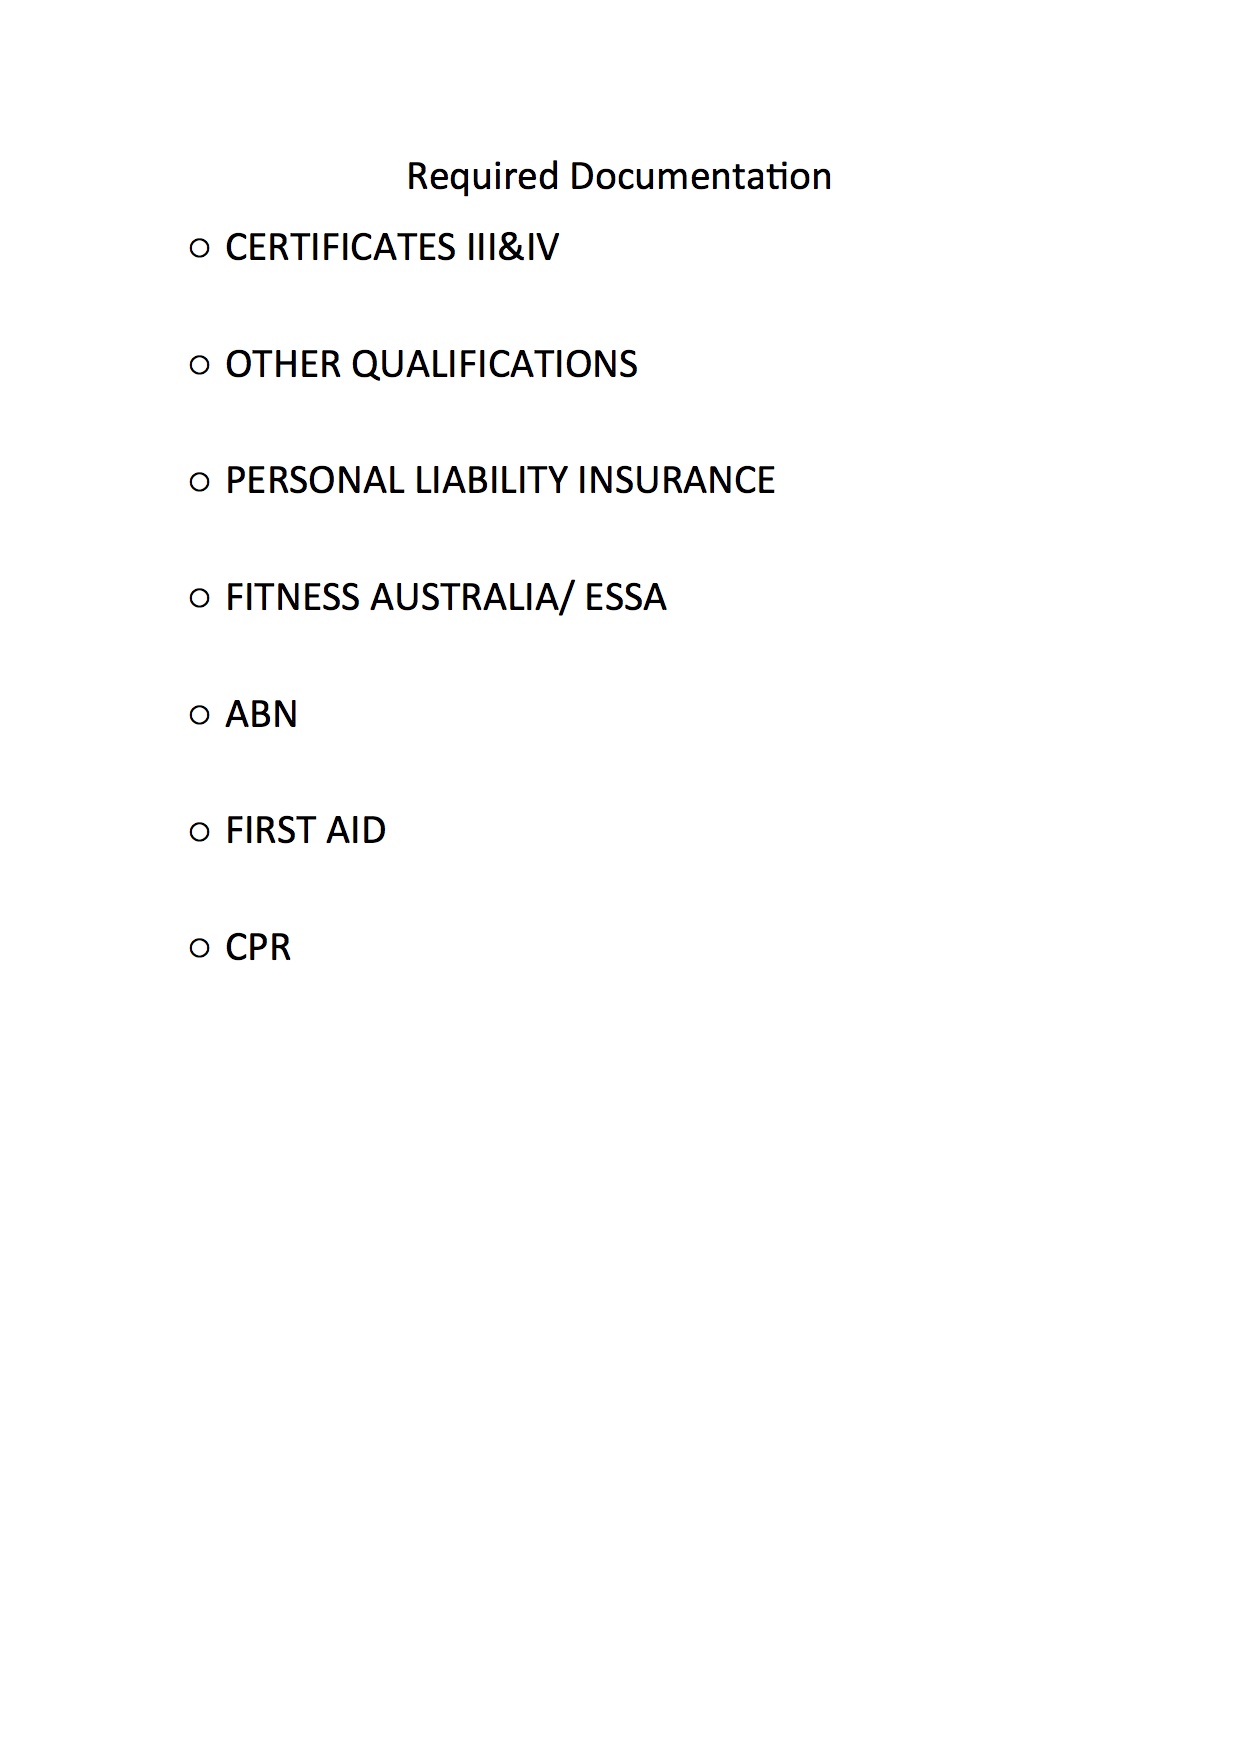 Required Documentation
○ CERTIFICATES III&IV
○ OTHER QUALIFICATIONS
○ PERSONAL LIABILITY INSURANCE
○ FITNESS AUSTRALIA/ ESSA
○ ABN
○ FIRST AID
○ CPR